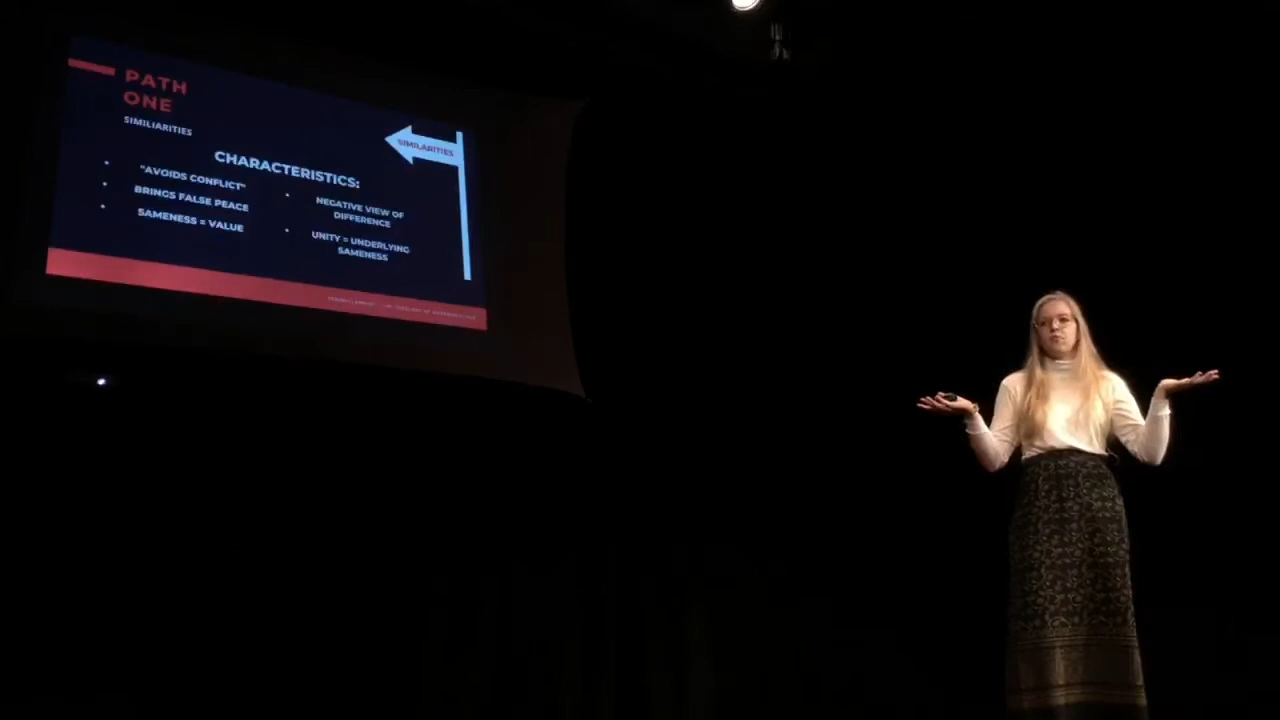 PATH
ONE
SIMILIARITIES
SIMILARITIES
CHARACTERISTICS:
"AVOIDS CONFLICT"
BRINGS FALSE PEACE
SAMENESS = VALUE
NEGATIVE VIEW OF
DIFFERENCE
UNITY = UNDERLYING
SAMENESS